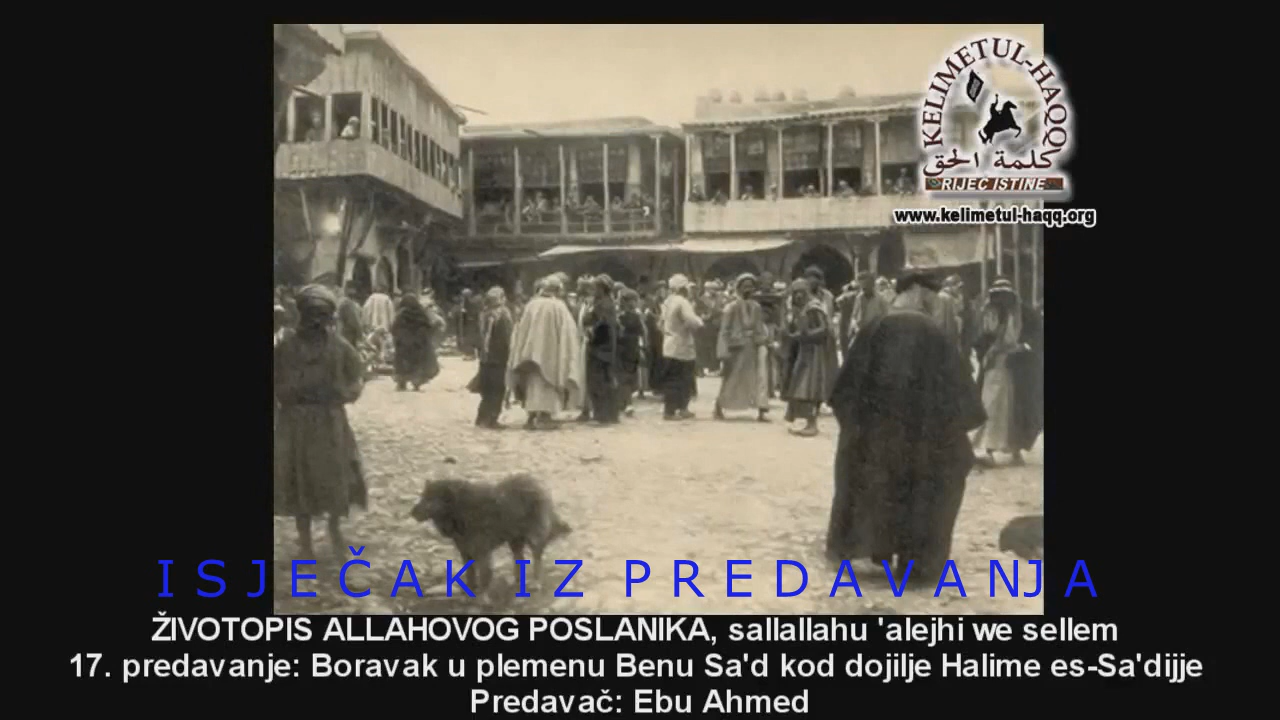 KELIMETUL-HAQQ
كلمة الحق
RIJEČ ISTINE
www.kelimetul-haqq.org
ISJEČAK IZ PREDAVANJA
ŽIVOTOPIS ALLAHOVOG POSLANIKA, sallallahu 'alejhi we sellem
17. predavanje: Boravak u plemenu Benu Sa'd kod dojilje Halime es-Sa'dijje
Predavač: Ebu Ahmed